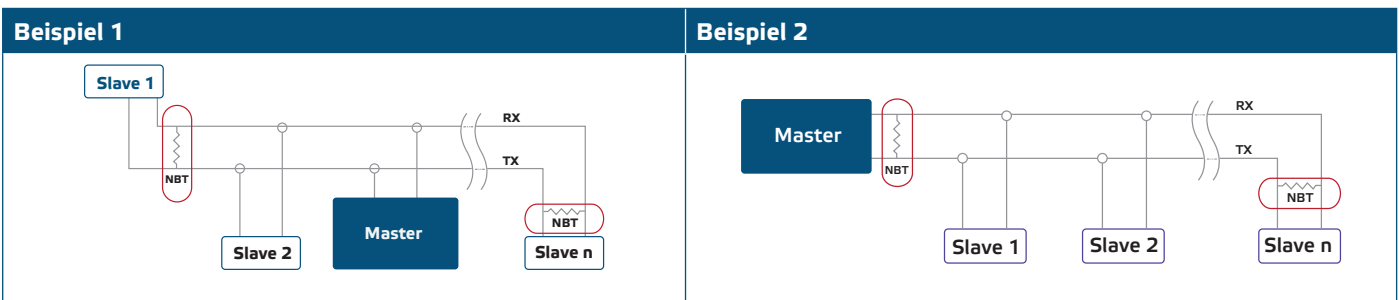 Beispiel 1
Slave 1
RX
TX
NBT
NBT
Master
Slave 2
Slave n
Beispiel 2
RX
Master
TX
NBT
NBT
Slave 1
Slave 2
Slave n